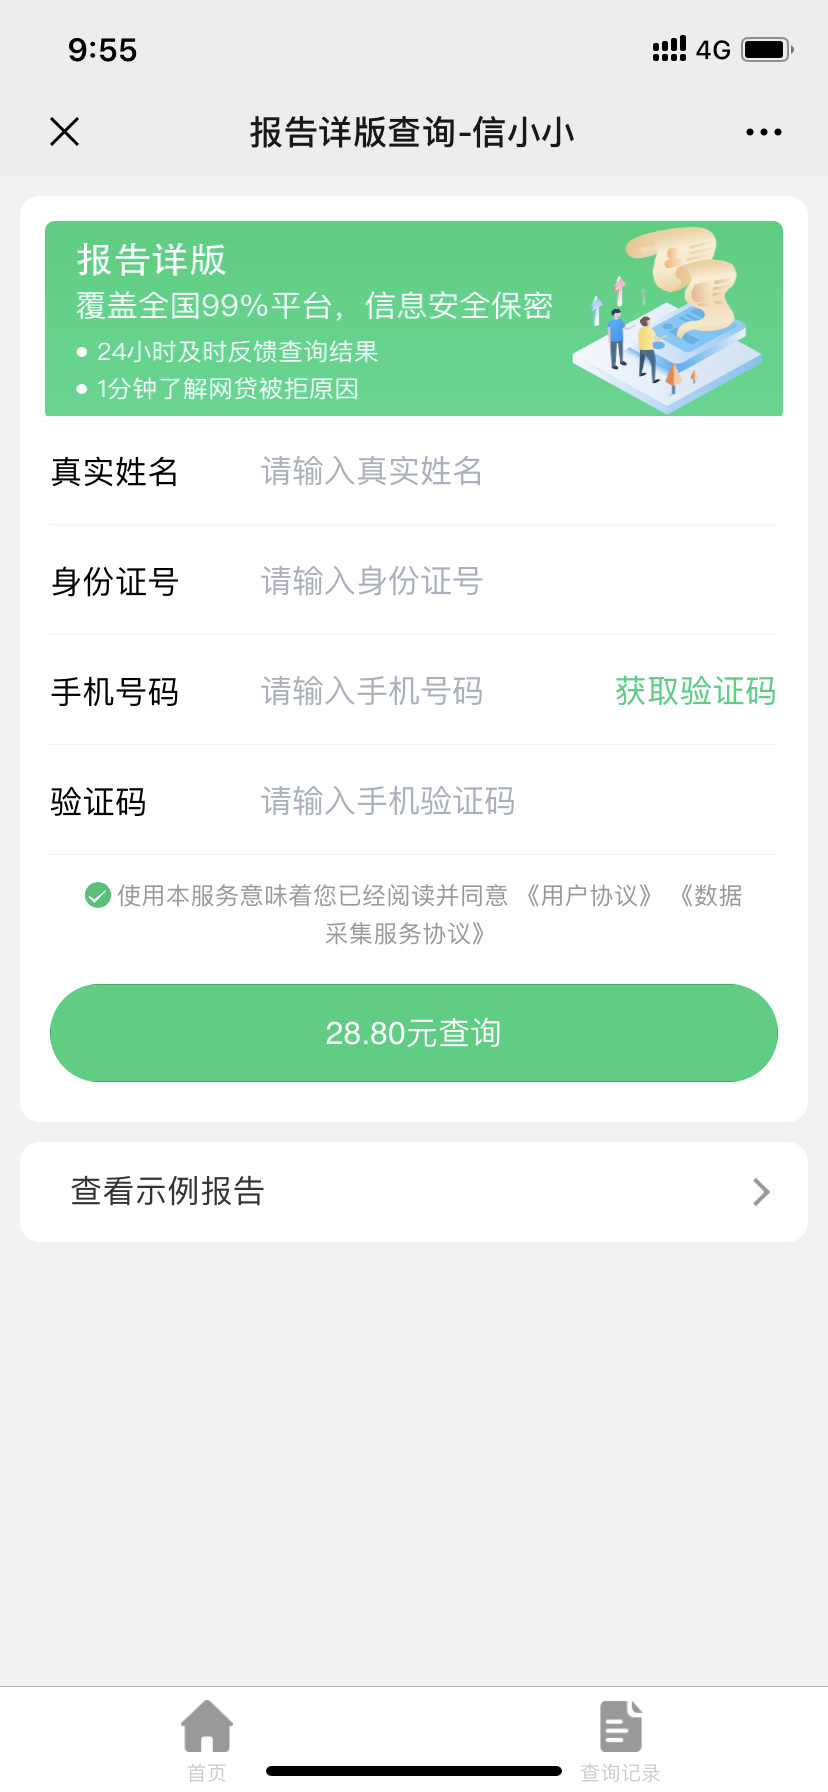 9:55
4G
报告详版查询-信小小
报告详版
覆盖全国99%平台，信息安全保密
24小时及时反馈查询结果
1分钟了解网贷被拒原因
真实姓名 请输入真实姓名
身份证号 请输入身份证号
手机号码 请输入手机号码 获取验证码
验证码 请输入手机验证码
使用本服务意味着您已经阅读并同意 《用户协议》 《数据
采集服务协议》
28.80元查询
查看示例报告
首页 查询记录